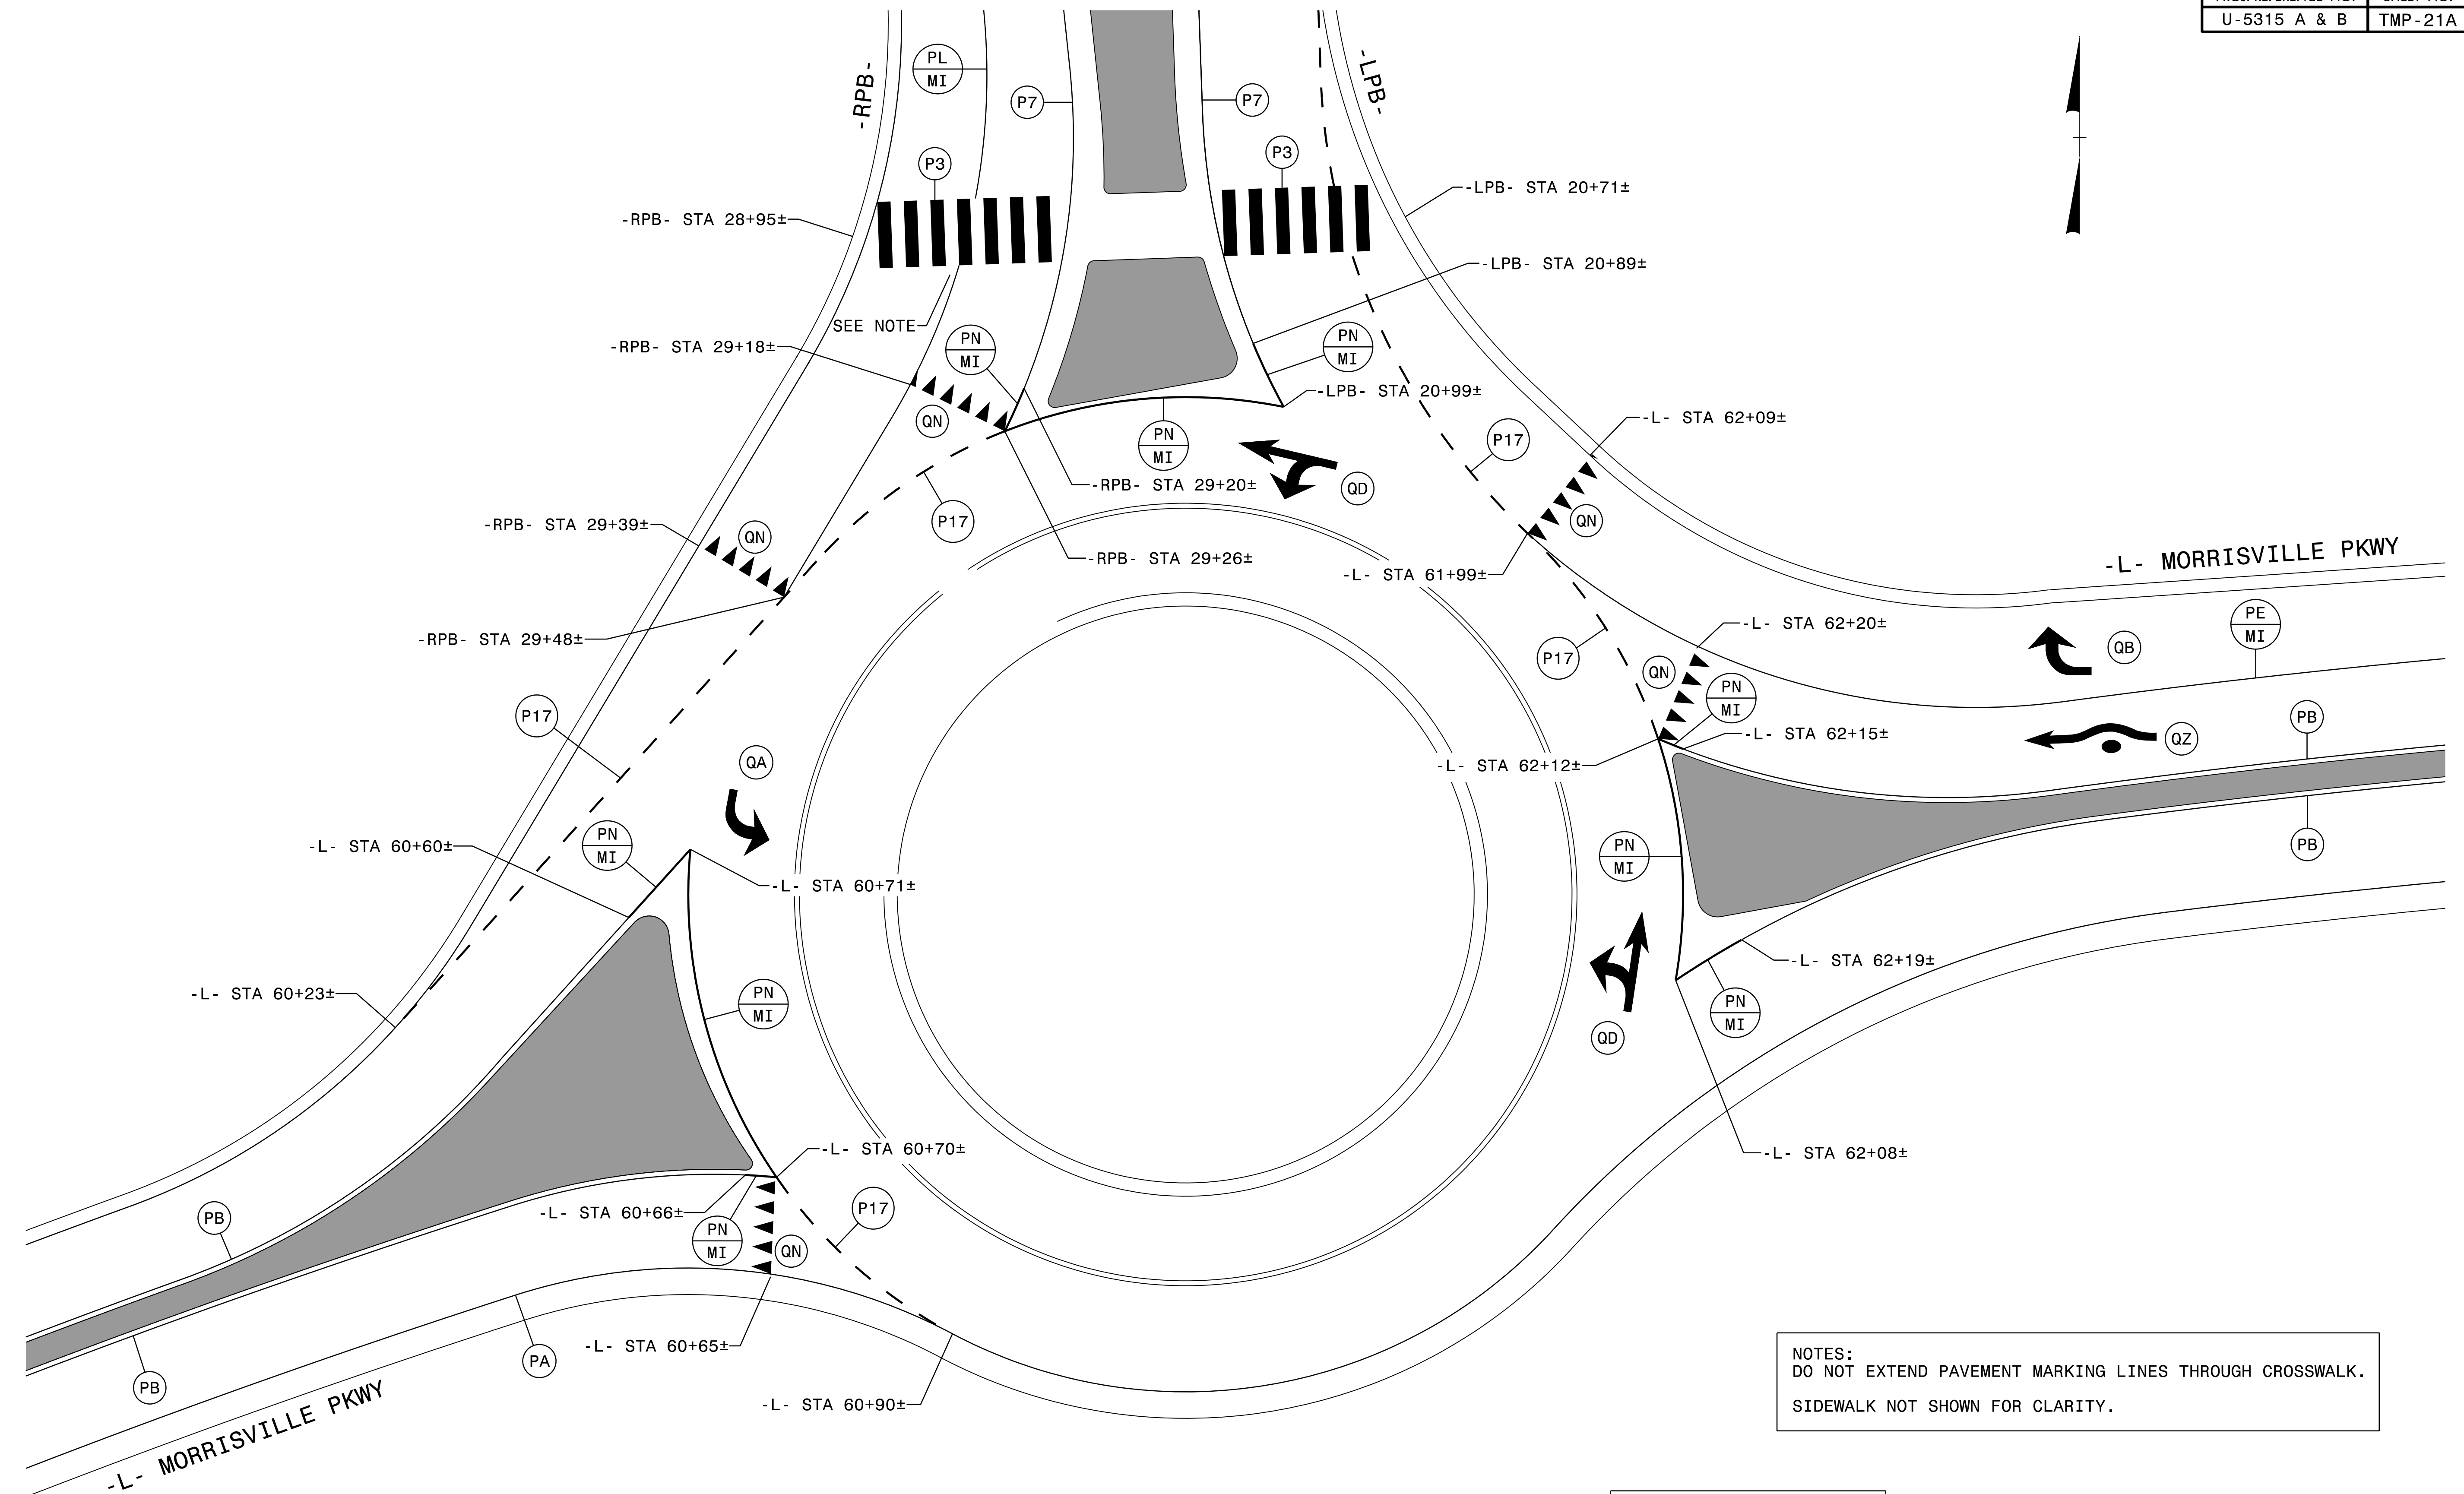 U-5315 A & B TMP-21A
-RPB-
PL
MI
P7
P7
-LPB-
P3
P3
-RPB- STA 28+95±
-LPB- STA 20+71±
-LPB- STA 20+89±
SEE NOTE
-RPB- STA 29+18±
PN
MI
PN
MI
-LPB- STA 20+99±
QN
PN
MI
-L- STA 62+09±
P17
-RPB- STA 29+20±
QD
P17
QN
-RPB- STA 29+39±
QN
-RPB- STA 29+26±
-L- STA 61+99±
-L- MORRISVILLE PKWY
-RPB- STA 29+48±
P17
-L- STA 62+20±
PE
MI
QB
QN
PN
MI
P17
PB
QZ
-L- STA 62+15±
-L- STA 62+12±
QA
-L- STA 60+60±
PN
MI
PN
MI
PB
-L- STA 60+71±
-L- STA 62+19±
-L- STA 60+23±
PN
MI
PN
MI
QD
-L- STA 60+70±
-L- STA 62+08±
-L- STA 60+66±
P17
PB
PN
MI
QN
-L- STA 60+65±
PA
PB
-L- STA 60+90±
-L- MORRISVILLE PKWY
NOTES:
DO NOT EXTEND PAVEMENT MARKING LINES THROUGH CROSSWALK.
SIDEWALK NOT SHOWN FOR CLARITY.